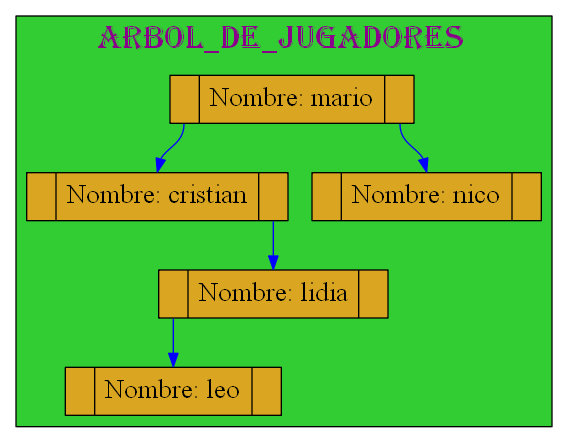 ARBOL_DE_JUGADORES
Nombre: mario
Nombre: cristian
Nombre: nico
Nombre: lidia
Nombre: leo